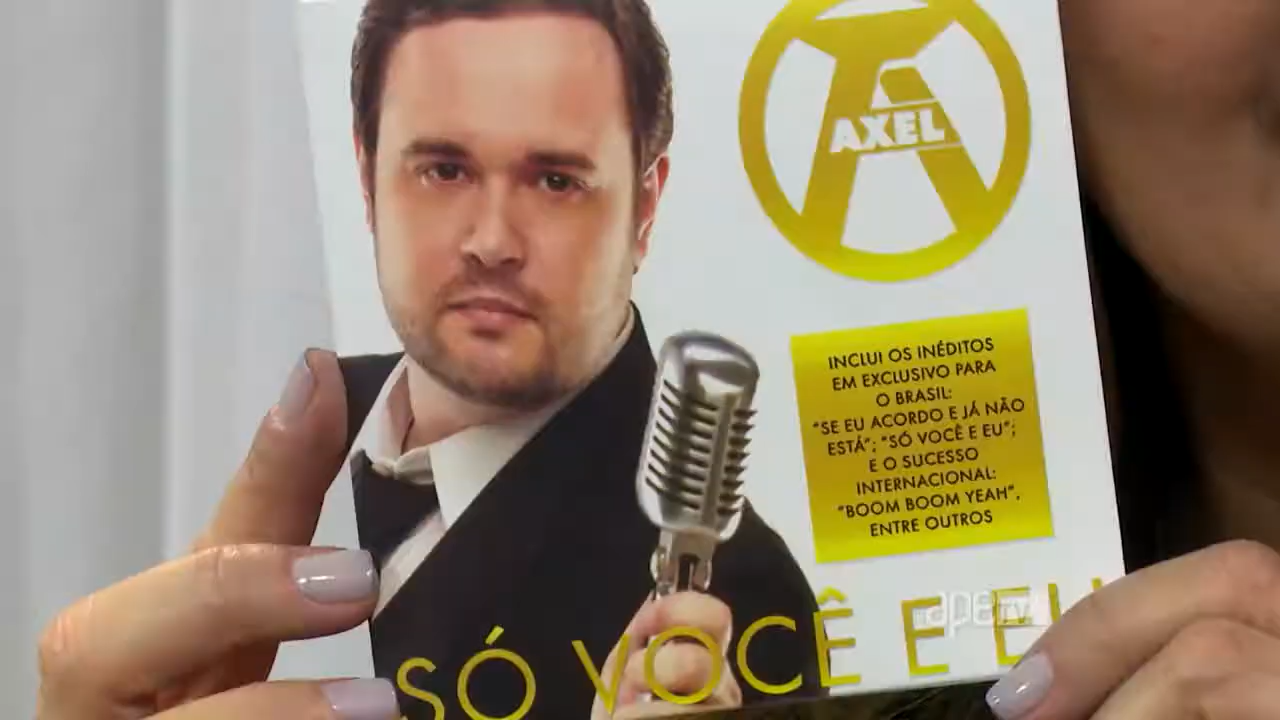 AXEL
INCLUI OS INÉDITOS
EM EXCLUSIVO PARA
O BRASIL:
"SE EU ACORDO E JÁ NÃO
ESTÁ"; "SÓ VOCÊ E EU";
E O SUCESSO
INTERNACIONAL:
"BOOM BOOM YEAH",
ENTRE OUTROS
SÓ VOCÊ E EU